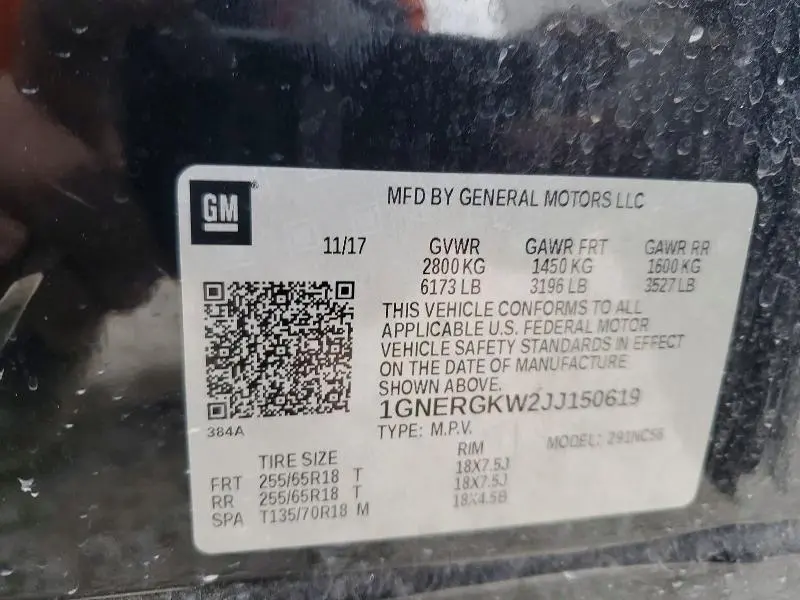 GM
MFD BY GENERAL MOTORS LLC
11/17 GVWR GAWR FRT GAWR RR
2800 KG 1450 KG 1600 KG
6173 LB 3196 LB 3527 LB
THIS VEHICLE CONFORMS TO ALL
APPLICABLE U.S. FEDERAL MOTOR
VEHICLE SAFETY STANDARDS IN EFFECT
ON THE DATE OF MANUFACTURE
SHOWN ABOVE.
1GNERGKW2JJ150619
384A
TYPE: M.P.V. MODEL: 291NC56
TIRE SIZE RIM
FRT 255/65R18 T 18X7.5J
RR 255/65R18 T 18X7.5J
SPA T135/70R18 M 18X4.5B